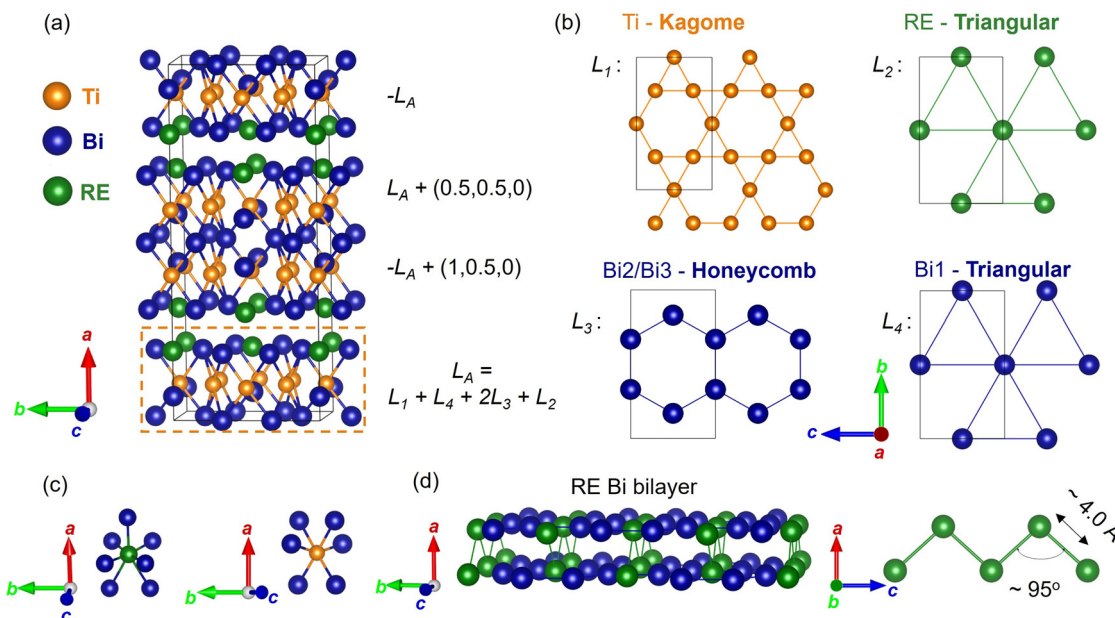 (a)
Ti
Bi
RE
a
b
c
-L_A
L_A + (0.5,0.5,0)
-L_A + (1,0.5,0)
L_A =
L_1 + L_4 + 2L_3 + L_2
(b)
Ti - Kagome
L_1:
RE - Triangular
L_2:
Bi2/Bi3 - Honeycomb
L_3:
Bi1 - Triangular
L_4:
b
c
a
(c)
a
b
c
a
b
c
(d)
RE Bi bilayer
a
b
c
a
b
c
~ 4.0 Å
~ 95°